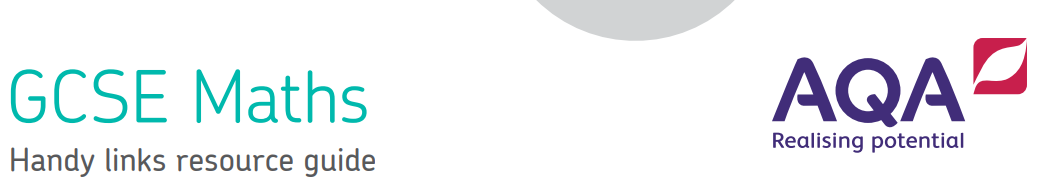 GCSE Maths
Handy links resource guide
AQA
Realising potential